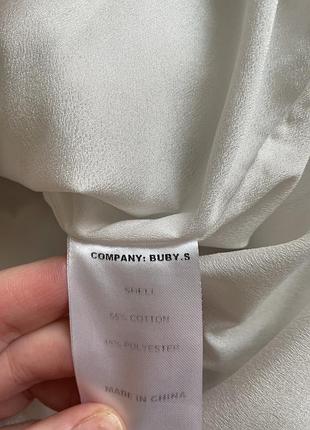 COMPANY: BUBY.S
SHELL
55% COTTON
45% POLYESTER
MADE IN CHINA